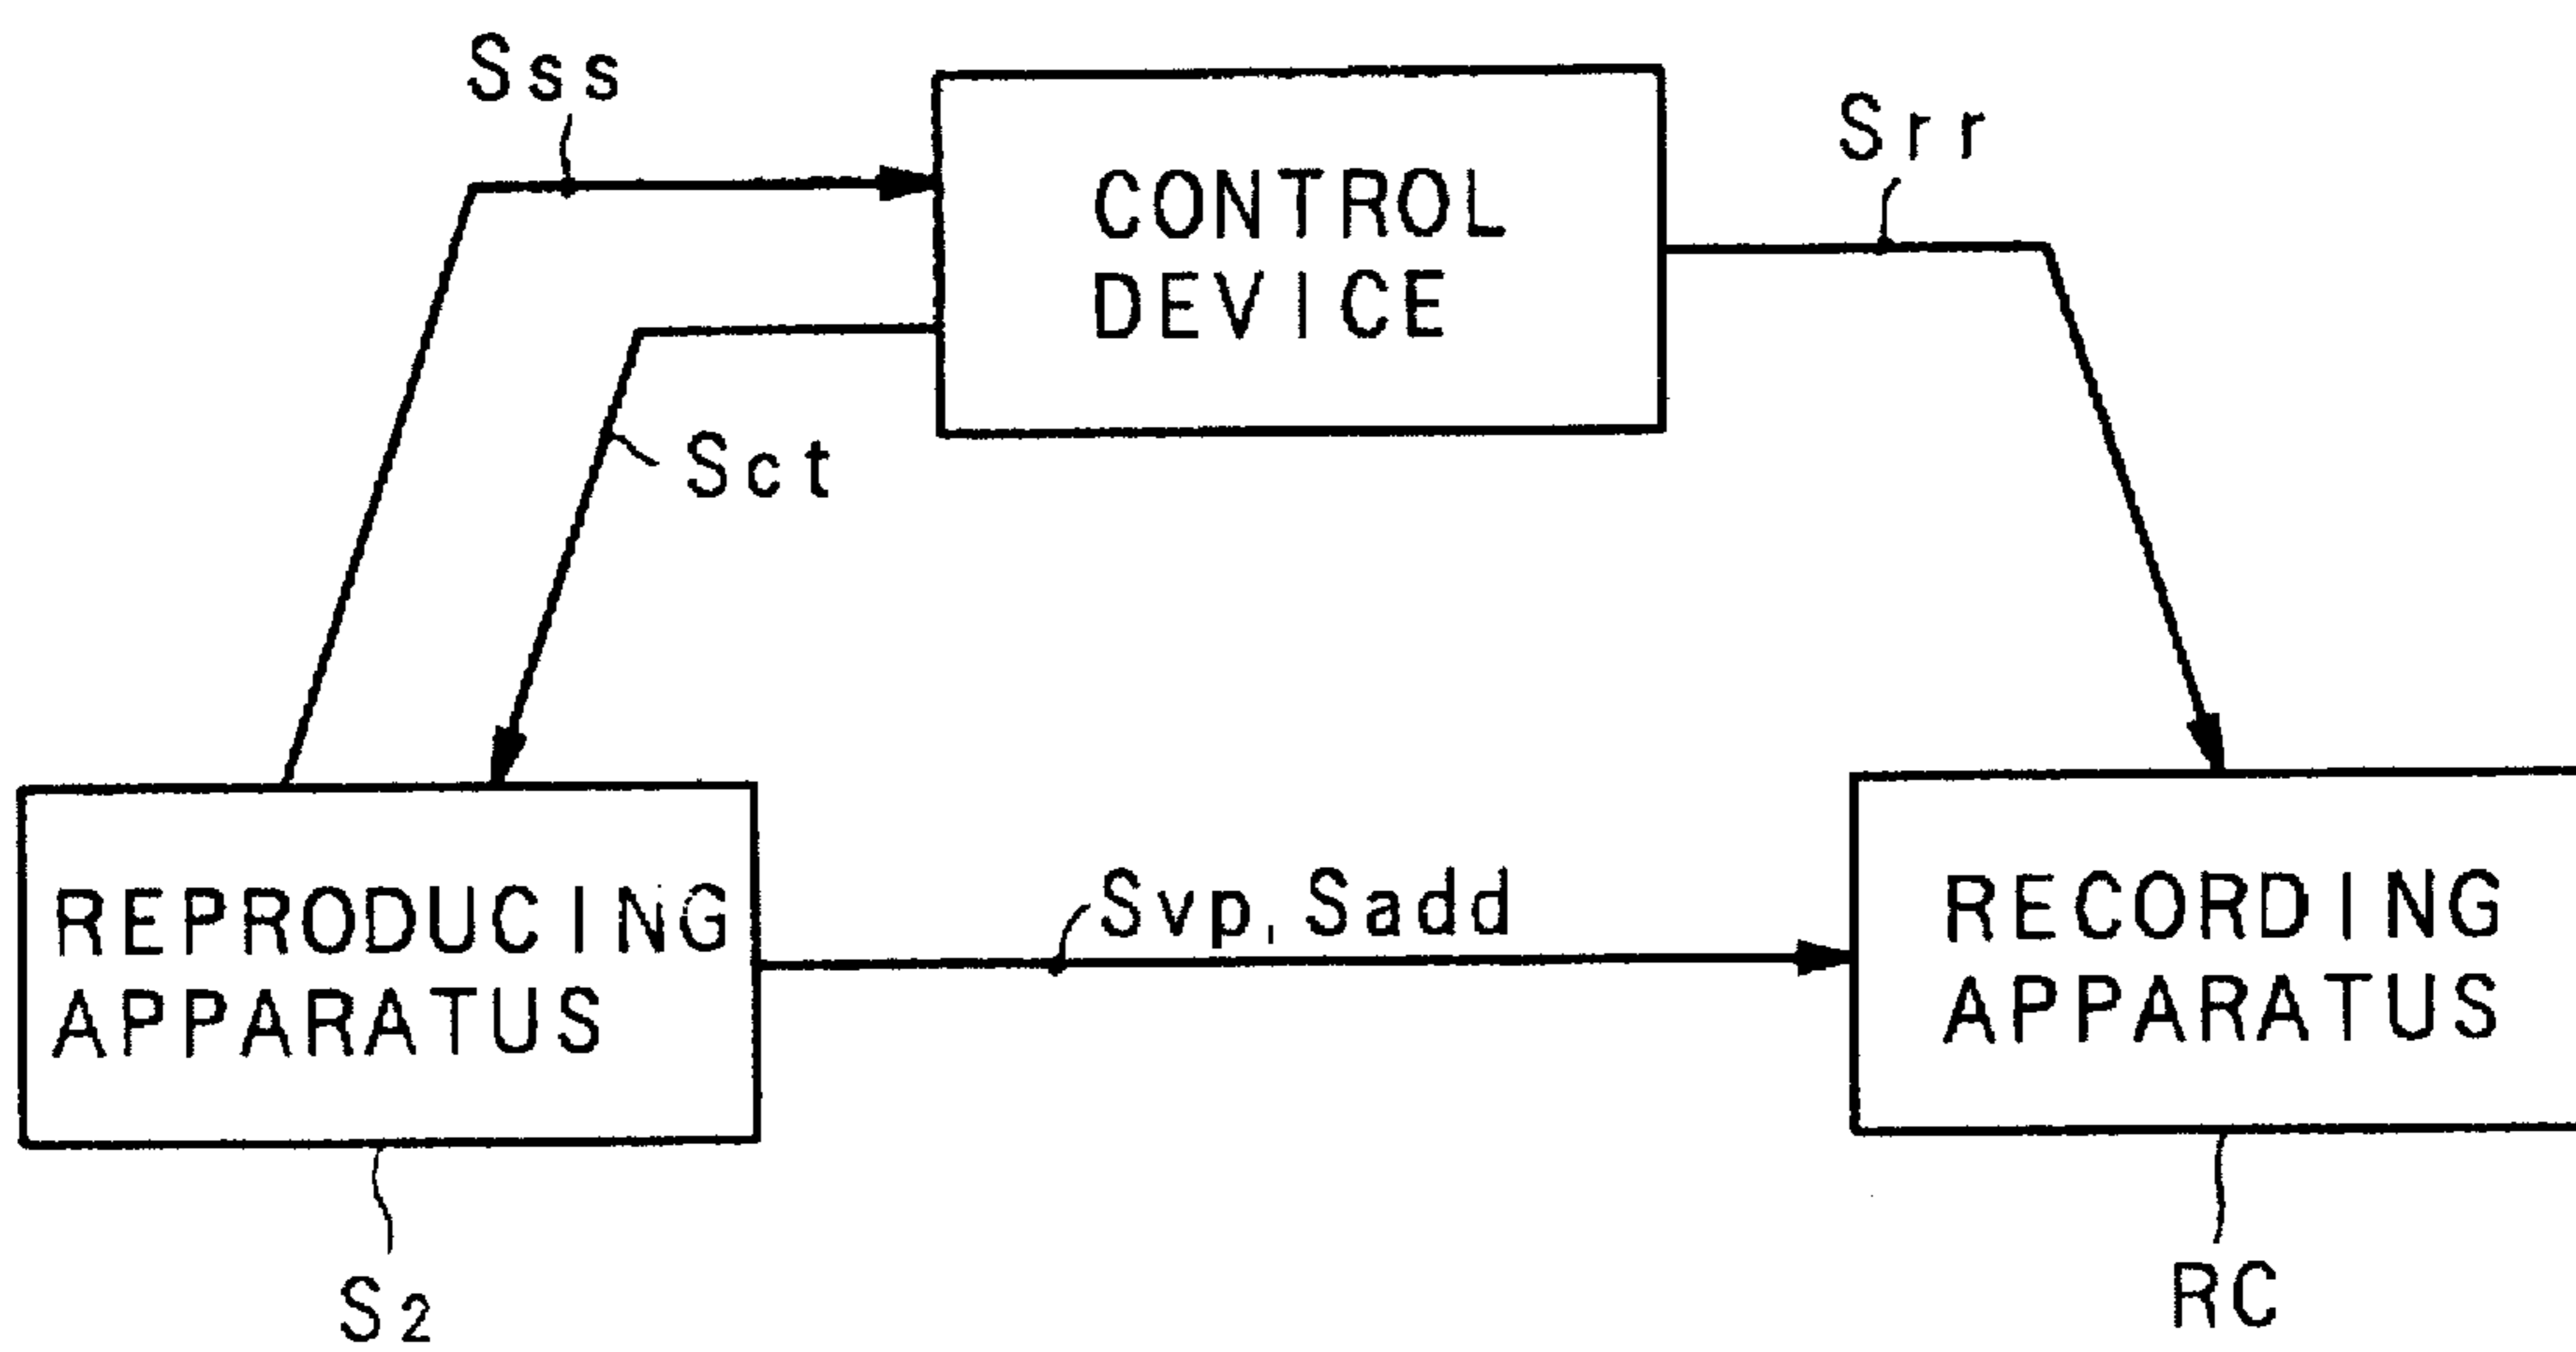 Sss
CONTROL
DEVICE
Srr
Sct
REPRODUCING
APPARATUS
Svp, Sadd
RECORDING
APPARATUS
S2
RC